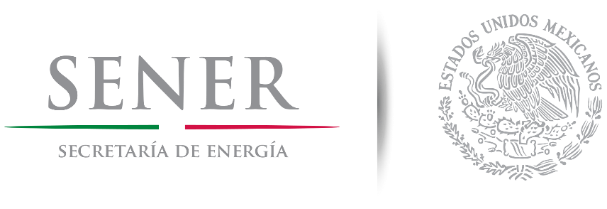 SENER
SECRETARÍA DE ENERGÍA
ESTADOS UNIDOS MEXICANOS